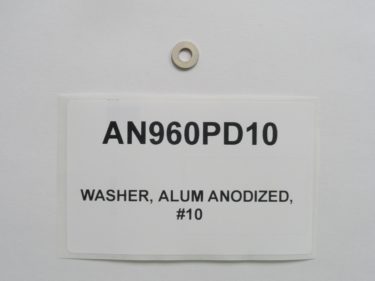 AN960PD10
WASHER, ALUM ANODIZED,
#10